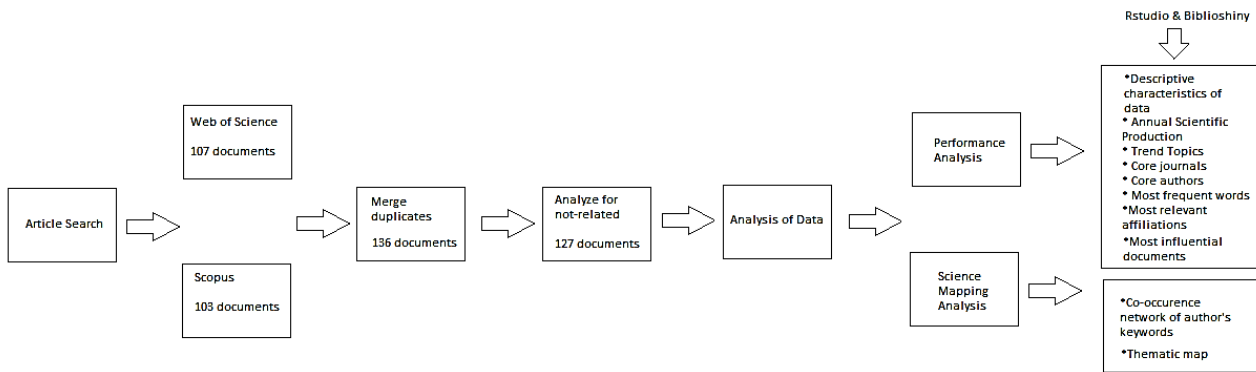 Article Search
Web of Science
107 documents
Scopus
103 documents
Merge
duplicates
136 documents
Analyze for
not-related
127 documents
Analysis of Data
Performance
Analysis
Science
Mapping
Analysis
Rstudio & Biblioshiny
*Descriptive
characteristics of
data
* Annual Scientific
Production
* Trend Topics
* Core journals
* Core authors
* Most frequent words
*Most relevant
affiliations
*Most influential
documents
*Co-occurence
network of author's
keywords
*Thematic map